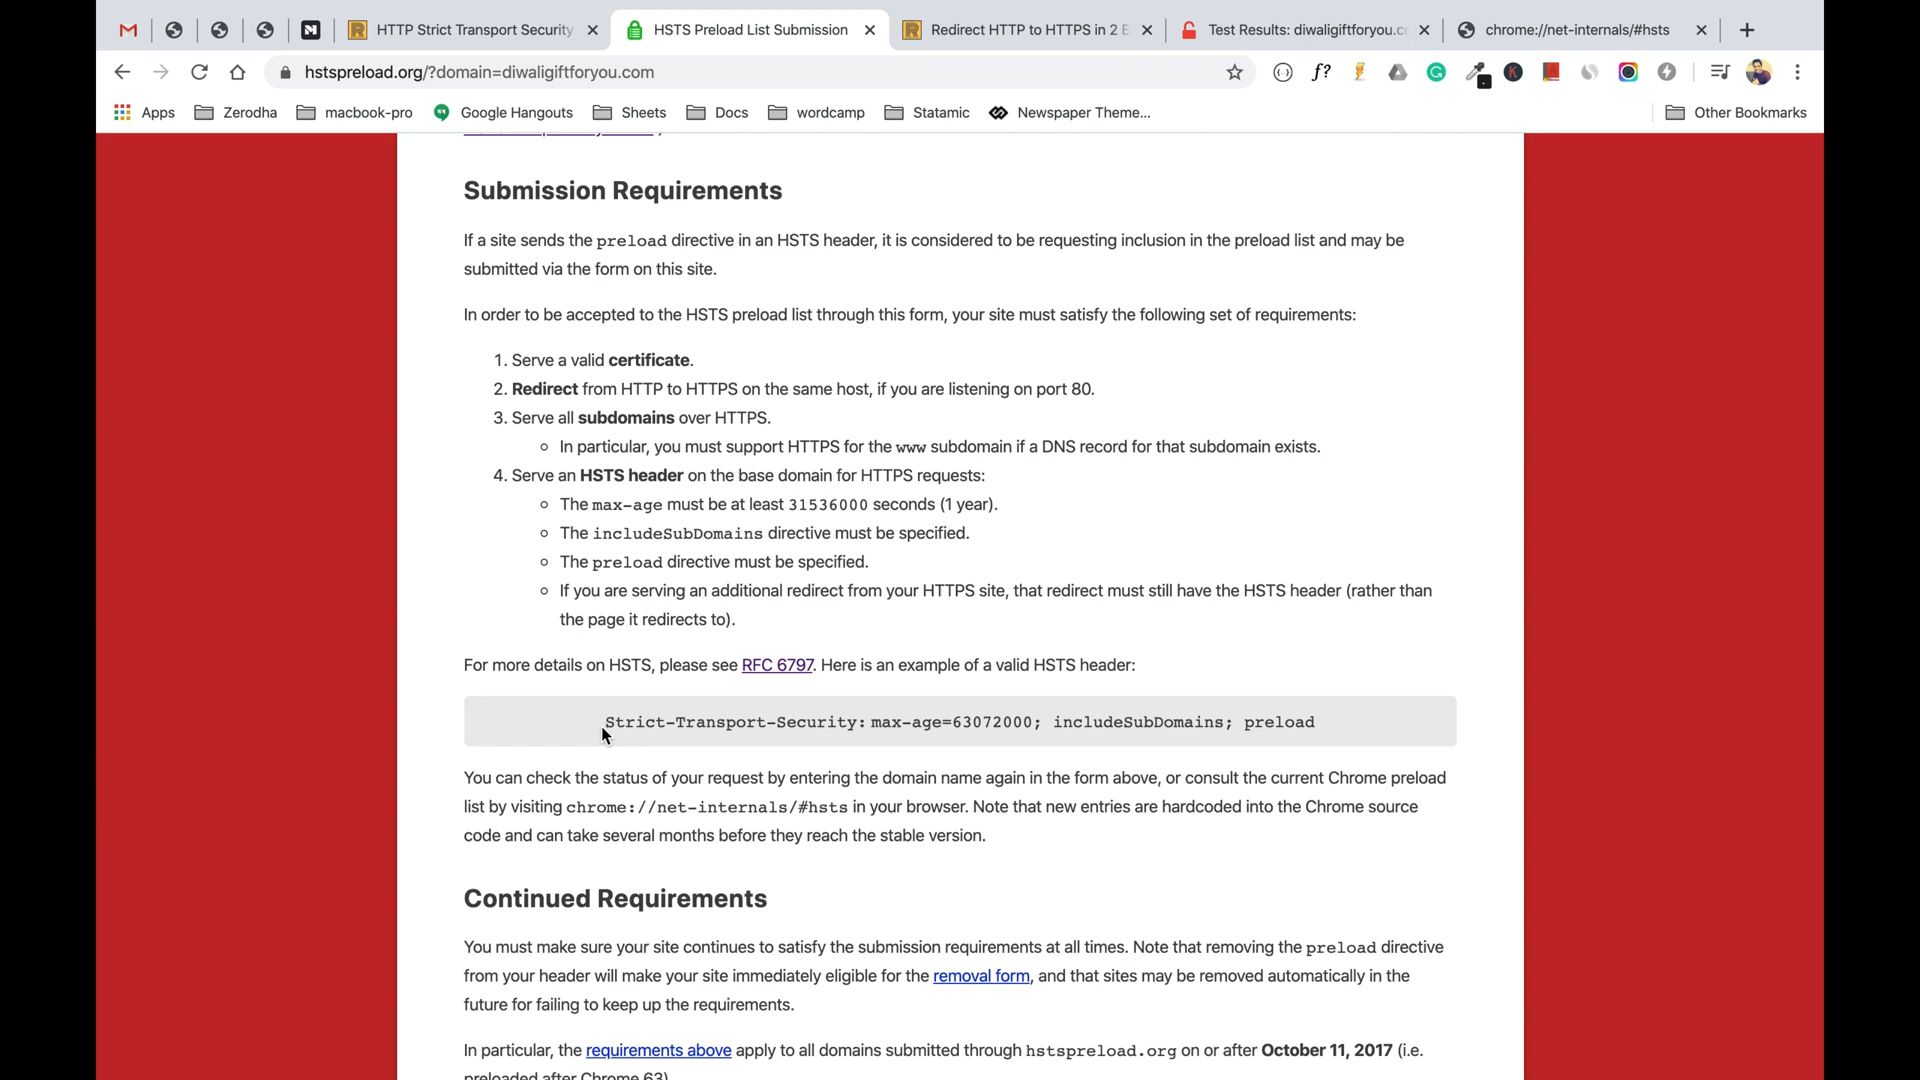 HTTP Strict Transport Security
HSTS Preload List Submission
Redirect HTTP to HTTPS in 2 E
Test Results: diwaligiftforyou.co
chrome://net-internals/#hsts
hstspreload.org/?domain=diwaligiftforyou.com
Apps Zerodha macbook-pro Google Hangouts Sheets Docs wordcamp Statamic Newspaper Theme... Other Bookmarks
Submission Requirements
If a site sends the preload directive in an HSTS header, it is considered to be requesting inclusion in the preload list and may be
submitted via the form on this site.
In order to be accepted to the HSTS preload list through this form, your site must satisfy the following set of requirements:
1. Serve a valid certificate.
2. Redirect from HTTP to HTTPS on the same host, if you are listening on port 80.
3. Serve all subdomains over HTTPS.
In particular, you must support HTTPS for the www subdomain if a DNS record for that subdomain exists.
4. Serve an HSTS header on the base domain for HTTPS requests:
The max-age must be at least 31536000 seconds (1 year).
The includeSubDomains directive must be specified.
The preload directive must be specified.
If you are serving an additional redirect from your HTTPS site, that redirect must still have the HSTS header (rather than
the page it redirects to).
For more details on HSTS, please see RFC 6797. Here is an example of a valid HSTS header:
Strict-Transport-Security: max-age=63072000; includeSubDomains; preload
You can check the status of your request by entering the domain name again in the form above, or consult the current Chrome preload
list by visiting chrome://net-internals/#hsts in your browser. Note that new entries are hardcoded into the Chrome source
code and can take several months before they reach the stable version.
Continued Requirements
You must make sure your site continues to satisfy the submission requirements at all times. Note that removing the preload directive
from your header will make your site immediately eligible for the removal form, and that sites may be removed automatically in the
future for failing to keep up the requirements.
In particular, the requirements above apply to all domains submitted through hstspreload.org on or after October 11, 2017 (i.e.
preloaded after Chrome 63)